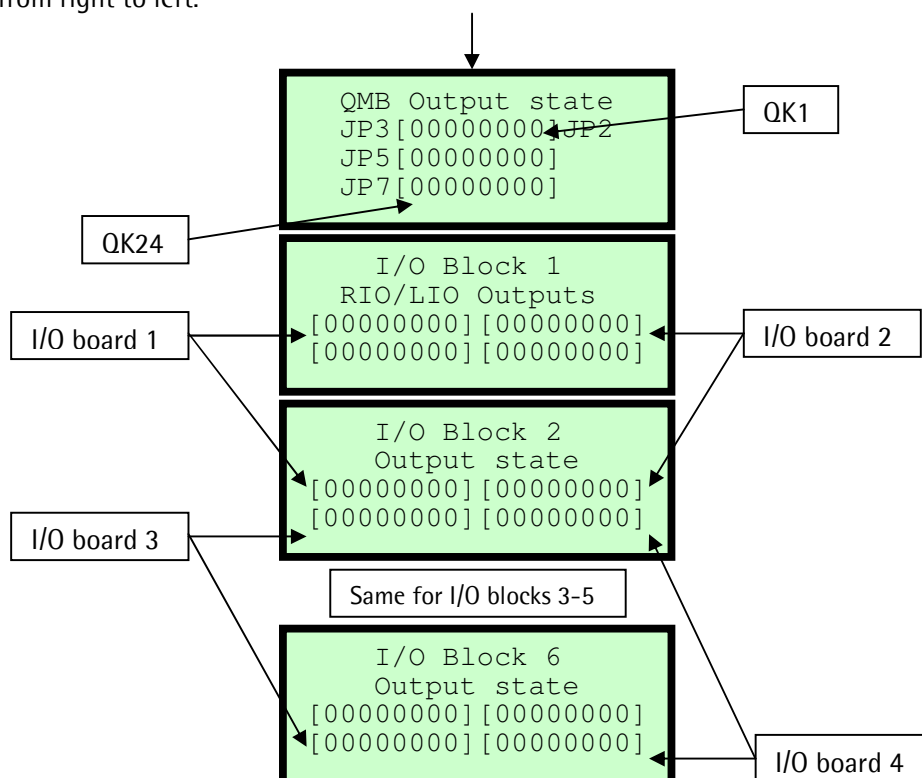 from right to left.
QMB Output state
JP3[00000000]JP2
QK1
JP5[00000000]
JP7[00000000]
QK24
I/O Block 1
RIO/LIO Outputs
I/O board 1
[00000000][00000000]
I/O board 2
[00000000][00000000]
I/O Block 2
Output state
[00000000][00000000]
[00000000][00000000]
I/O board 3
Same for I/O blocks 3-5
I/O Block 6
Output state
[00000000][00000000]
[00000000][00000000]
I/O board 4